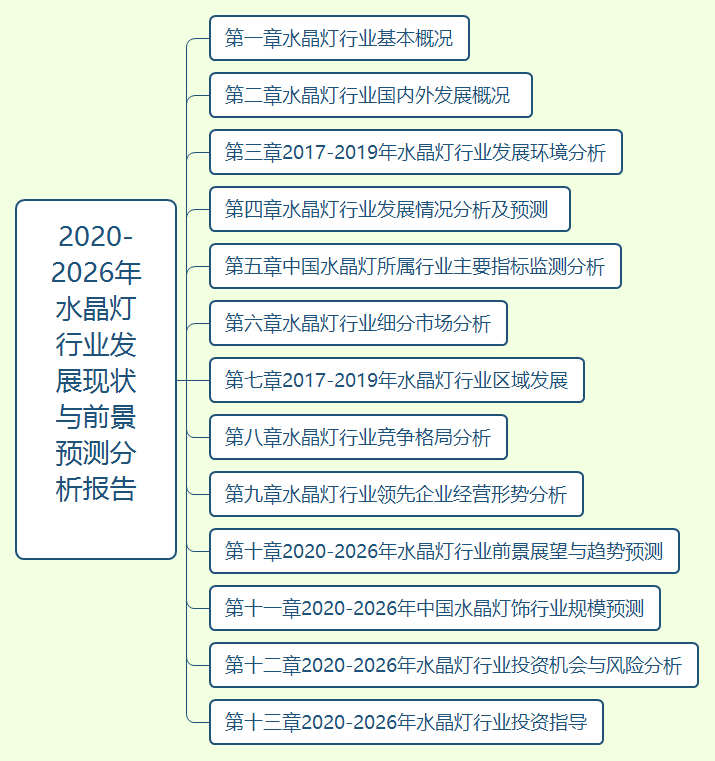 2020-
2026年
水晶灯
行业发
展现状
与前景
预测分
析报告
第一章水晶灯行业基本概况
第二章水晶灯行业国内外发展概况
第三章2017-2019年水晶灯行业发展环境分析
第四章水晶灯行业发展情况分析及预测
第五章中国水晶灯所属行业主要指标监测分析
第六章水晶灯行业细分市场分析
第七章2017-2019年水晶灯行业区域发展
第八章水晶灯行业竞争格局分析
第九章水晶灯行业领先企业经营形势分析
第十章2020-2026年水晶灯行业前景展望与趋势预测
第十一章2020-2026年中国水晶灯饰行业规模预测
第十二章2020-2026年水晶灯行业投资机会与风险分析
第十三章2020-2026年水晶灯行业投资指导